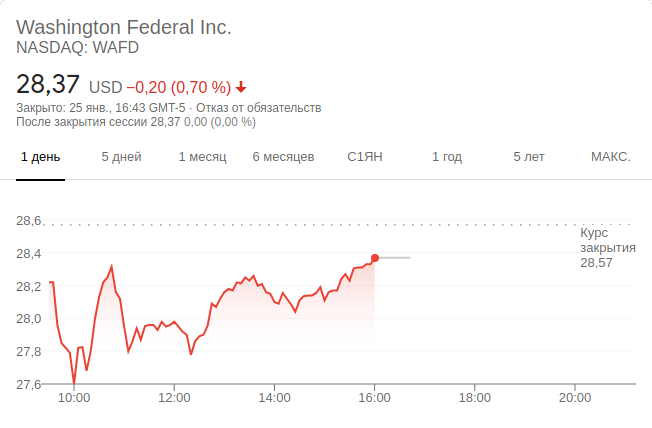 Washington Federal Inc.
NASDAQ: WAFD
28,37 USD −0,20 (0,70 %)
Закрыто: 25 янв., 16:43 GMT-5 · Отказ от обязательств
После закрытия сессии 28,37 0,00 (0,00 %)
1 день 5 дней 1 месяц 6 месяцев С1ЯН 1 год 5 лет МАКС.
28,6
Курс
закрытия
28,57
28,4
28,2
28,0
27,8
27,6
10:00 12:00 14:00 16:00 18:00 20:00